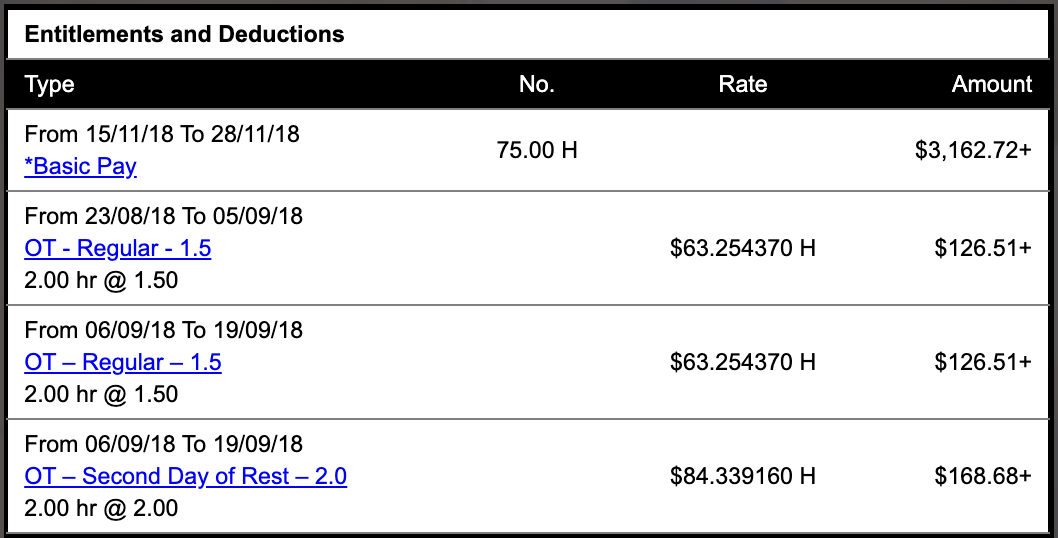 Entitlements and Deductions
Type No. Rate Amount
From 15/11/18 To 28/11/18
*Basic Pay 75.00 H $3,162.72+
From 23/08/18 To 05/09/18
OT - Regular - 1.5 $63.254370 H $126.51+
2.00 hr @ 1.50
From 06/09/18 To 19/09/18
OT – Regular – 1.5 $63.254370 H $126.51+
2.00 hr @ 1.50
From 06/09/18 To 19/09/18
OT – Second Day of Rest – 2.0 $84.339160 H $168.68+
2.00 hr @ 2.00